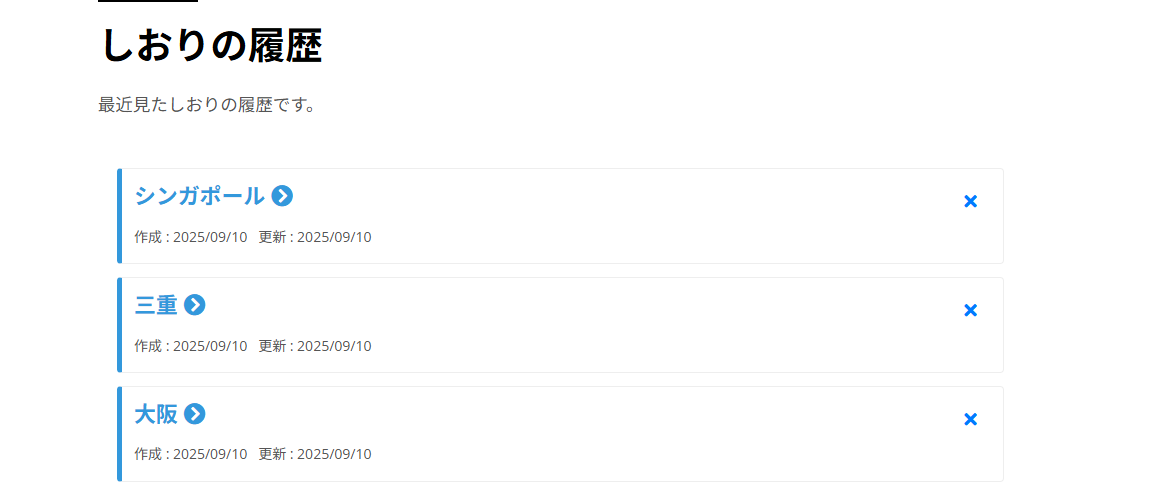 しおりの履歴
最近見たしおりの履歴です。
シンガポール
作成 : 2025/09/10 更新 : 2025/09/10
三重
作成 : 2025/09/10 更新 : 2025/09/10
大阪
作成 : 2025/09/10 更新 : 2025/09/10